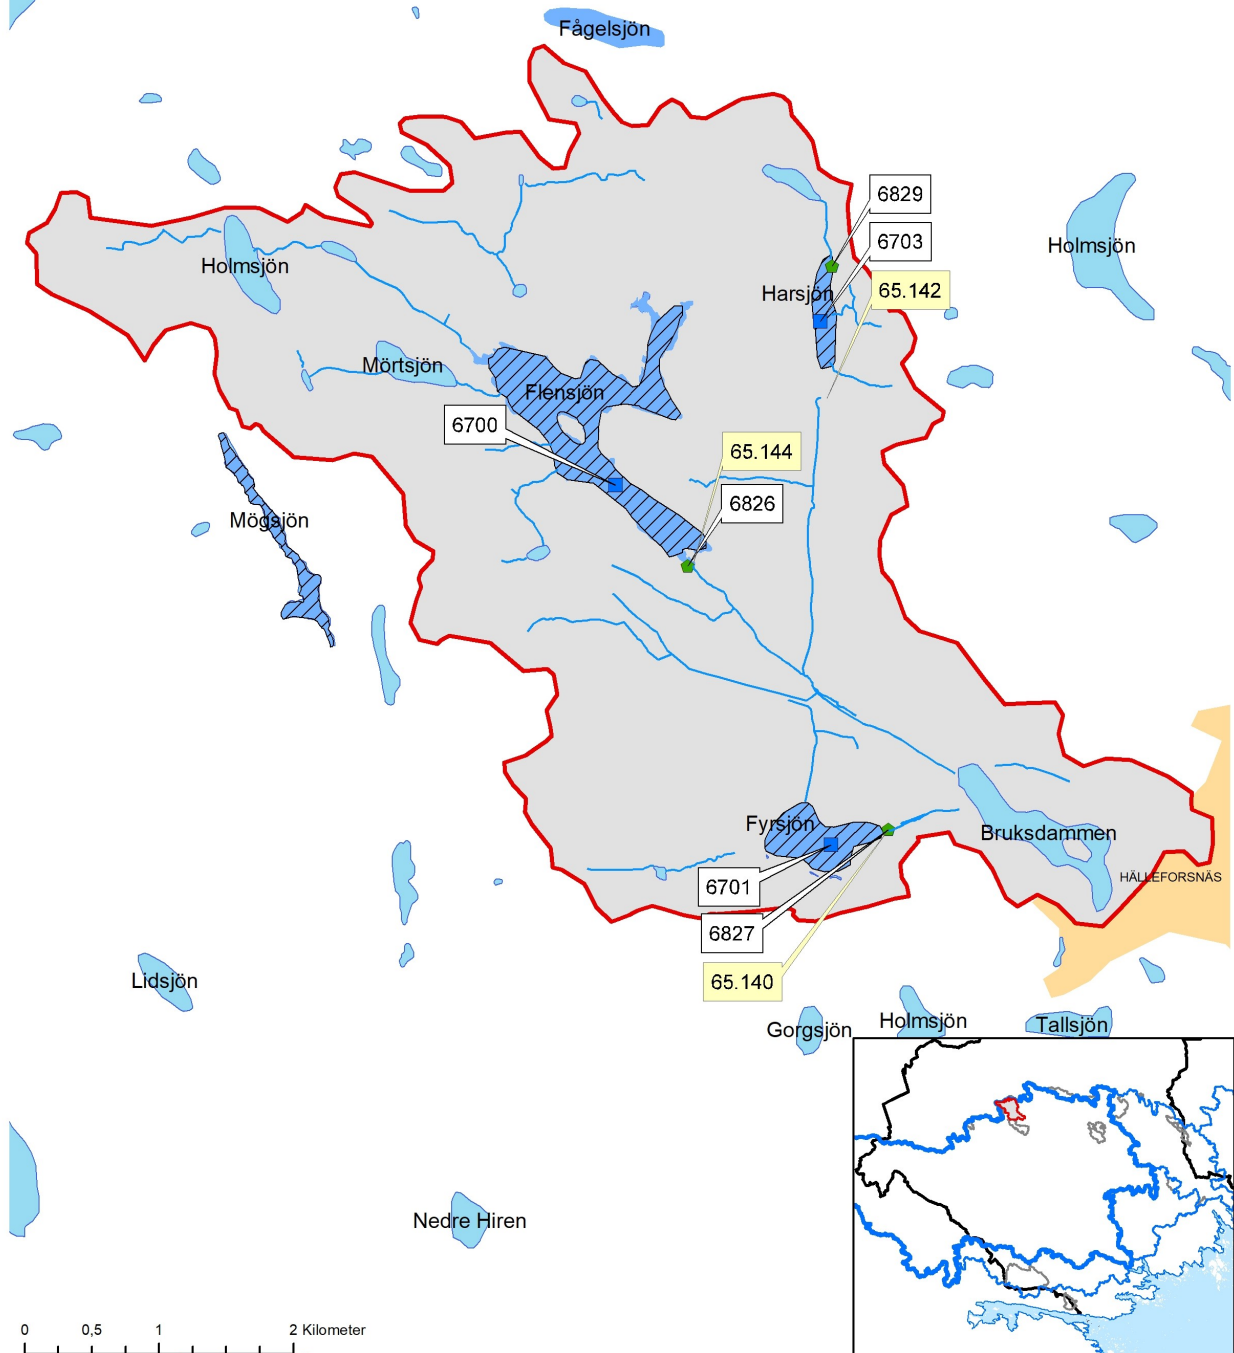 Fågelsjön
6829
6703
Holmsjön
Holmsjön
Harsjön
65.142
Mörtsjön
Flensjön
6700
65.144
6826
Mögsjön
Fyrsjön
Bruksdammen
HÄLLEFORSNÄS
6701
6827
65.140
Lidsjön
Gorgsjön
Holmsjön
Tallsjön
Nedre Hiren
0 0,5 1 2 Kilometer